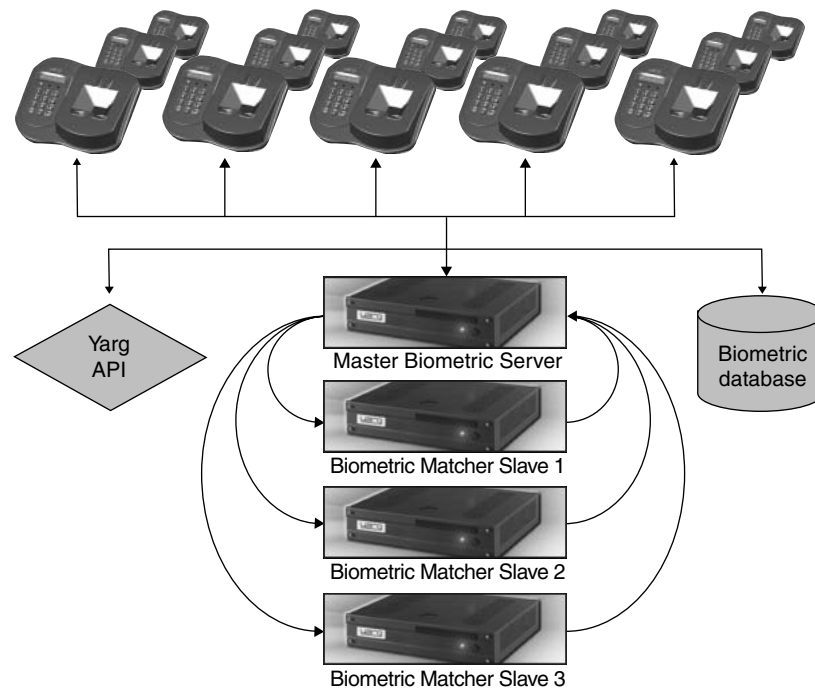 Yarg
API
Master Biometric Server
Biometric
database
Biometric Matcher Slave 1
Biometric Matcher Slave 2
Biometric Matcher Slave 3